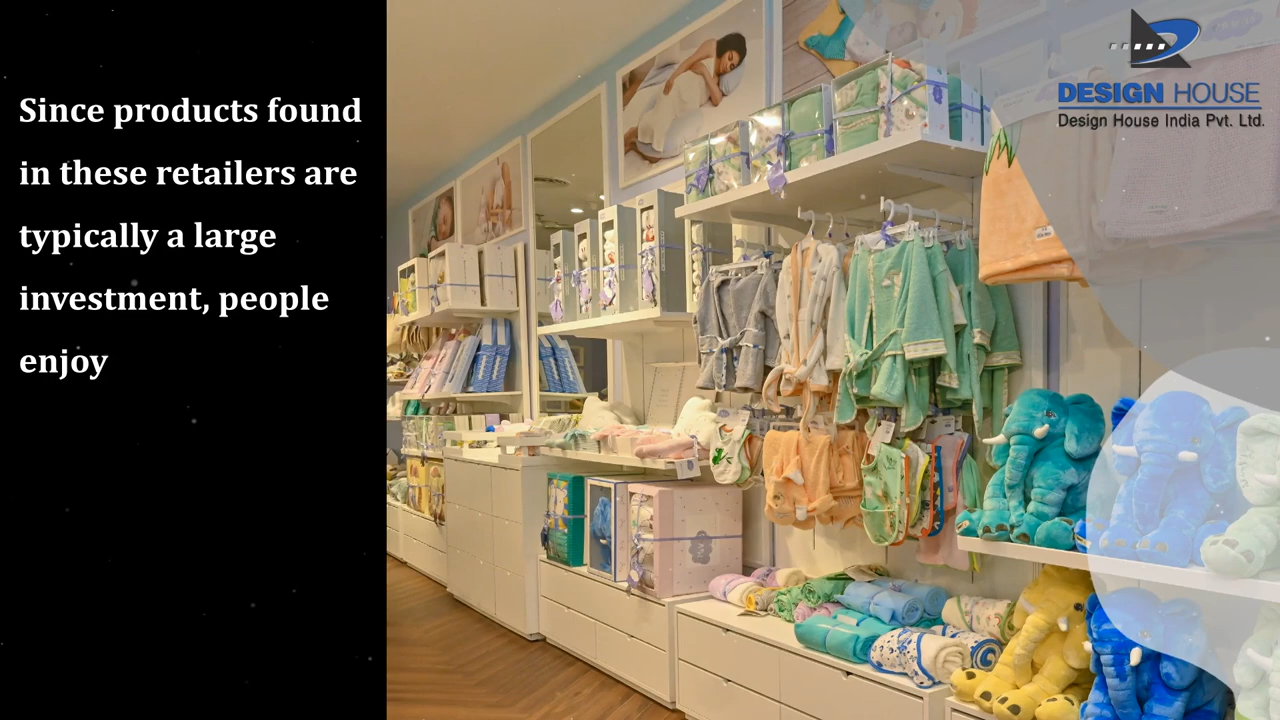 Since products found
in these retailers are
typically a large
investment, people
enjoy
DESIGN HOUSE
Design House India Pvt. Ltd.